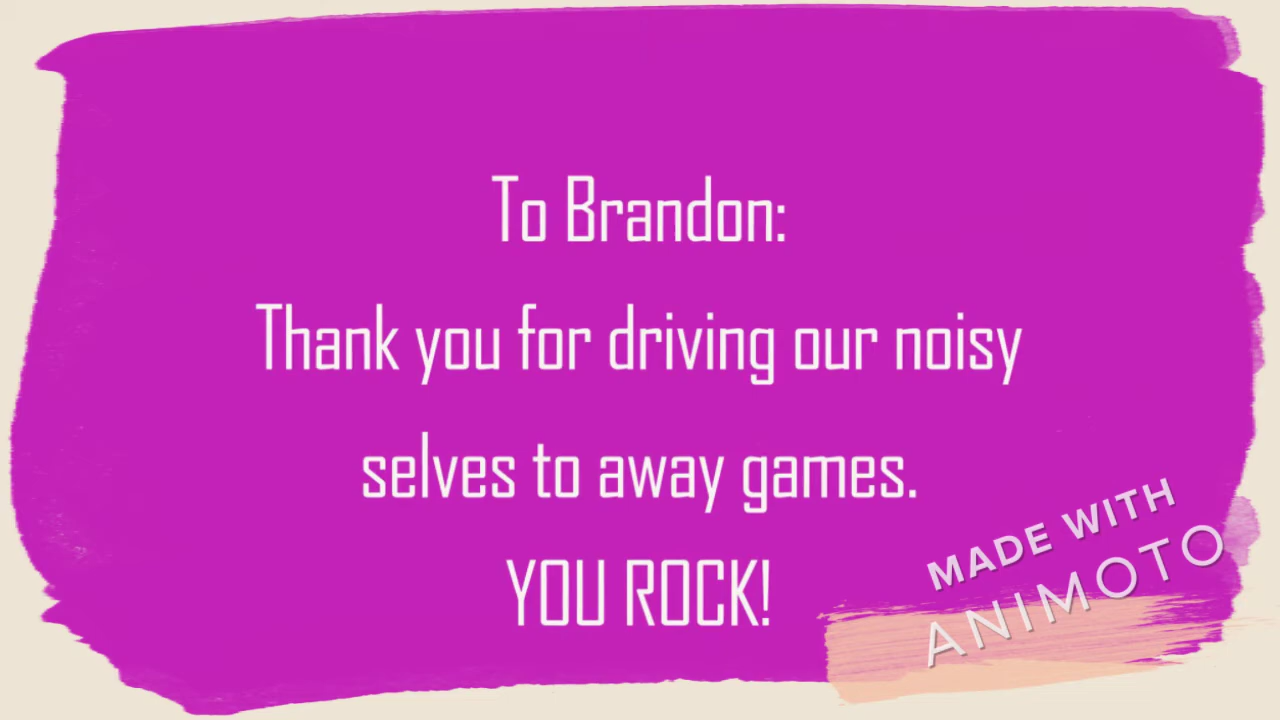 To Brandon:
Thank you for driving our noisy
selves to away games.
YOU ROCK!
MADE WITH
ANIMOTO